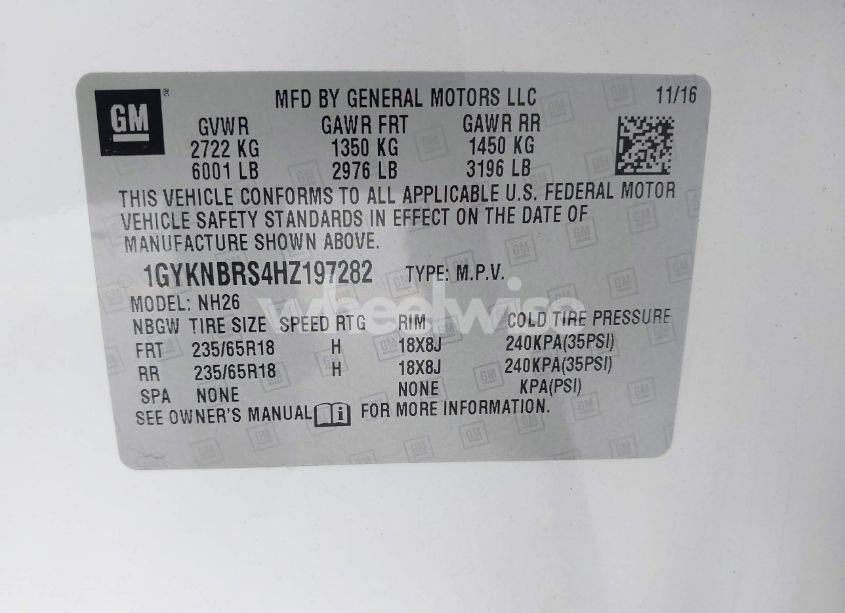 GM
MFD BY GENERAL MOTORS LLC 11/16
GVWR GAWR FRT GAWR RR
2722 KG 1350 KG 1450 KG
6001 LB 2976 LB 3196 LB
THIS VEHICLE CONFORMS TO ALL APPLICABLE U.S. FEDERAL MOTOR
VEHICLE SAFETY STANDARDS IN EFFECT ON THE DATE OF
MANUFACTURE SHOWN ABOVE.
1GYKNBRS4HZ197282 TYPE: M.P.V.
MODEL: NH26
wheelwise
NBGW TIRE SIZE SPEED RTG RIM COLD TIRE PRESSURE
FRT 235/65R18 H 18X8J 240KPA(35PSI)
RR 235/65R18 H 18X8J 240KPA(35PSI)
SPA NONE NONE KPA(PSI)
SEE OWNER'S MANUAL i FOR MORE INFORMATION.